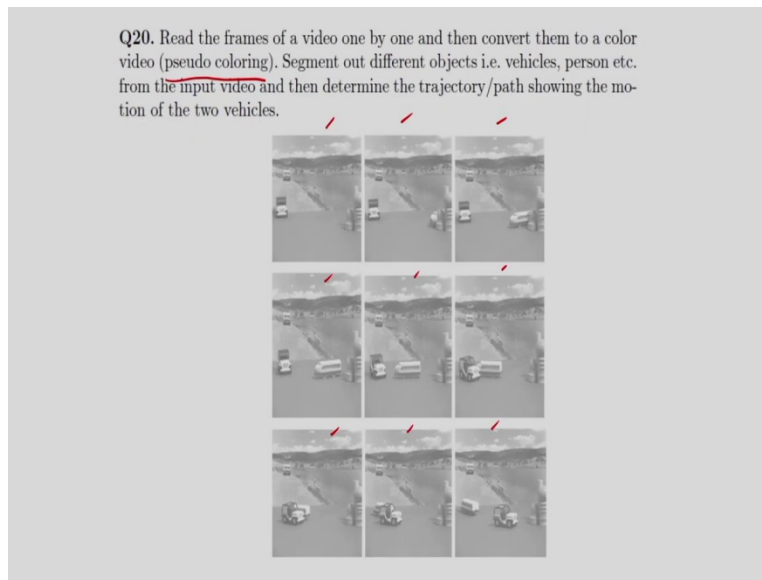 Q20. Read the frames of a video one by one and then convert them to a color
video (pseudo coloring). Segment out different objects i.e. vehicles, person etc.
from the input video and then determine the trajectory/path showing the mo-
tion of the two vehicles.